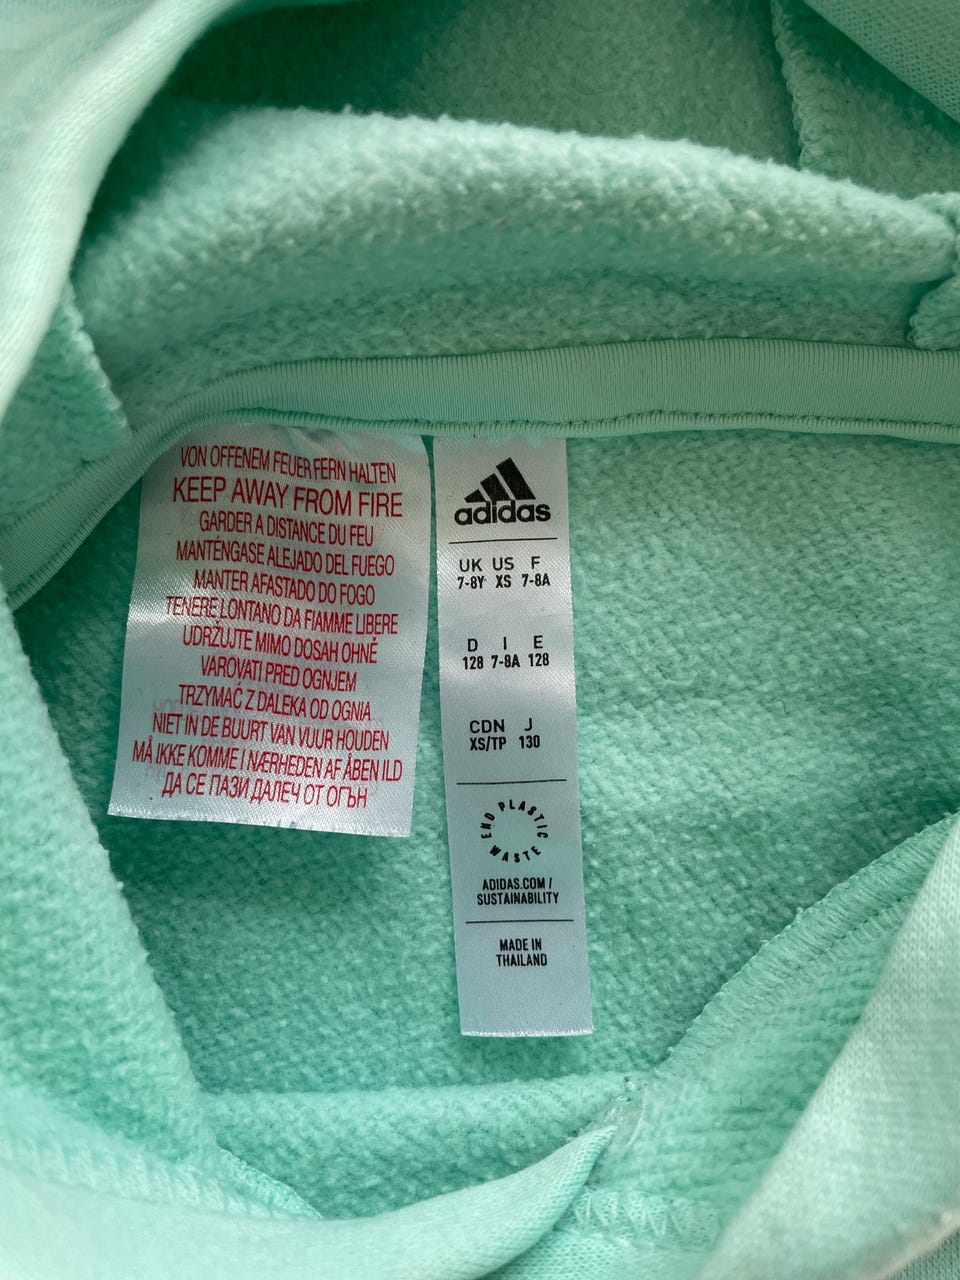 VON OFFENEM FEUER FERN HALTEN
KEEP AWAY FROM FIRE
GARDER A DISTANCE DU FEU
MANTÉNGASE ALEJADO DEL FUEGO
MANTER AFASTADO DO FOGO
TENERE LONTANO DA FIAMME LIBERE
UDRŽUJTE MIMO DOSAH OHNĚ
VAROVATI PRED OGNJEM
TRZYMAĆ Z DALEKA OD OGNIA
NIET IN DE BUURT VAN VUUR HOUDEN
MÅ IKKE KOMME I NÆRHEDEN AF ÅBEN ILD
ДА СЕ ПАЗИ ДАЛЕЧ ОТ ОГЪН
adidas
UK US F
7-8Y XS 7-8A
D I E
128 7-8A 128
CDN J
XS/TP 130
END PLASTIC WASTE
ADIDAS.COM /
SUSTAINABILITY
MADE IN
THAILAND